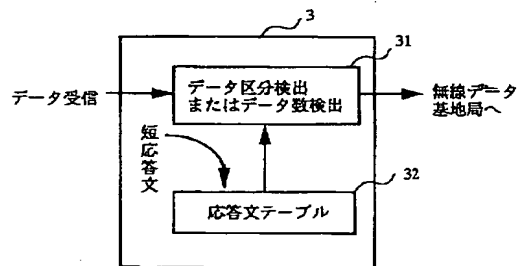 3
31
データ受信
データ区分検出
またはデータ数検出
無線データ
基地局へ
短応答文
32
応答文テーブル